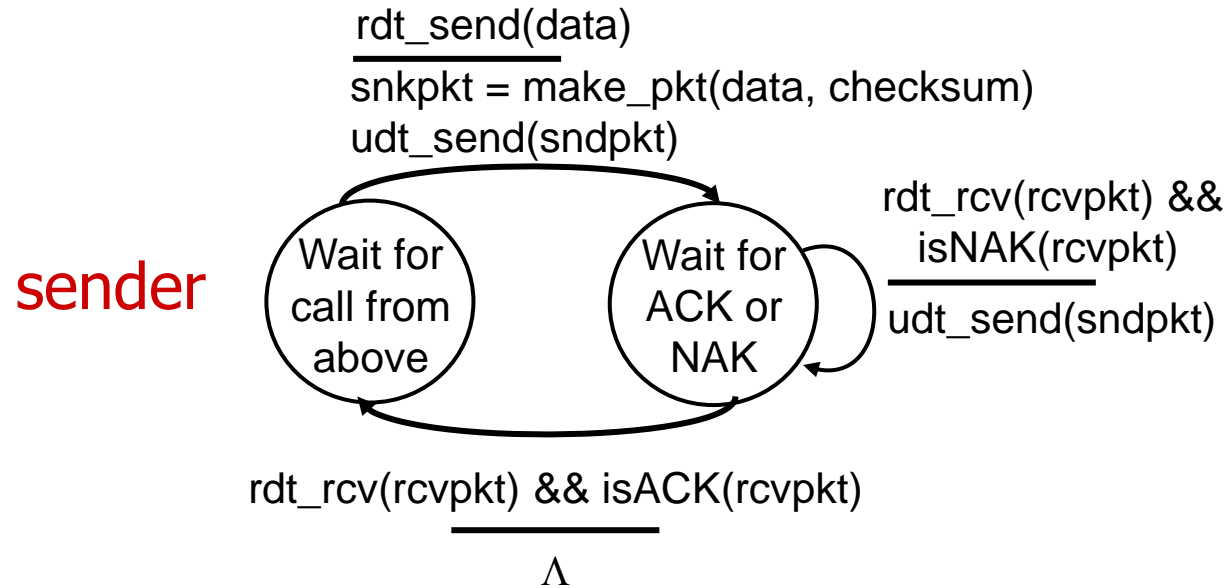 rdt_send(data)
snkpkt = make_pkt(data, checksum)
udt_send(sndpkt)
sender
Wait for
call from
above
Wait for
ACK or
NAK
rdt_rcv(rcvpkt) &&
isNAK(rcvpkt)
udt_send(sndpkt)
rdt_rcv(rcvpkt) && isACK(rcvpkt)
Λ